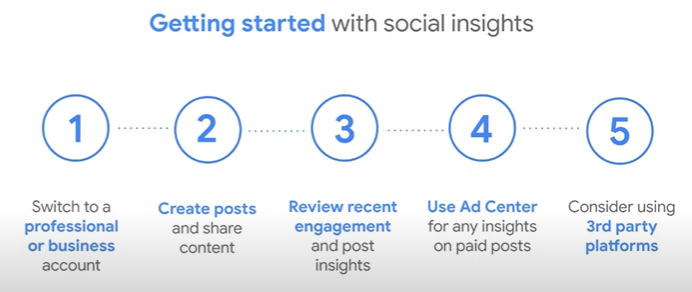 Getting started with social insights
1
2
3
4
5
Switch to a
professional
or business
account
Create posts
and share
content
Review recent
engagement
and post
insights
Use Ad Center
for any insights
on paid posts
Consider using
3rd party
platforms